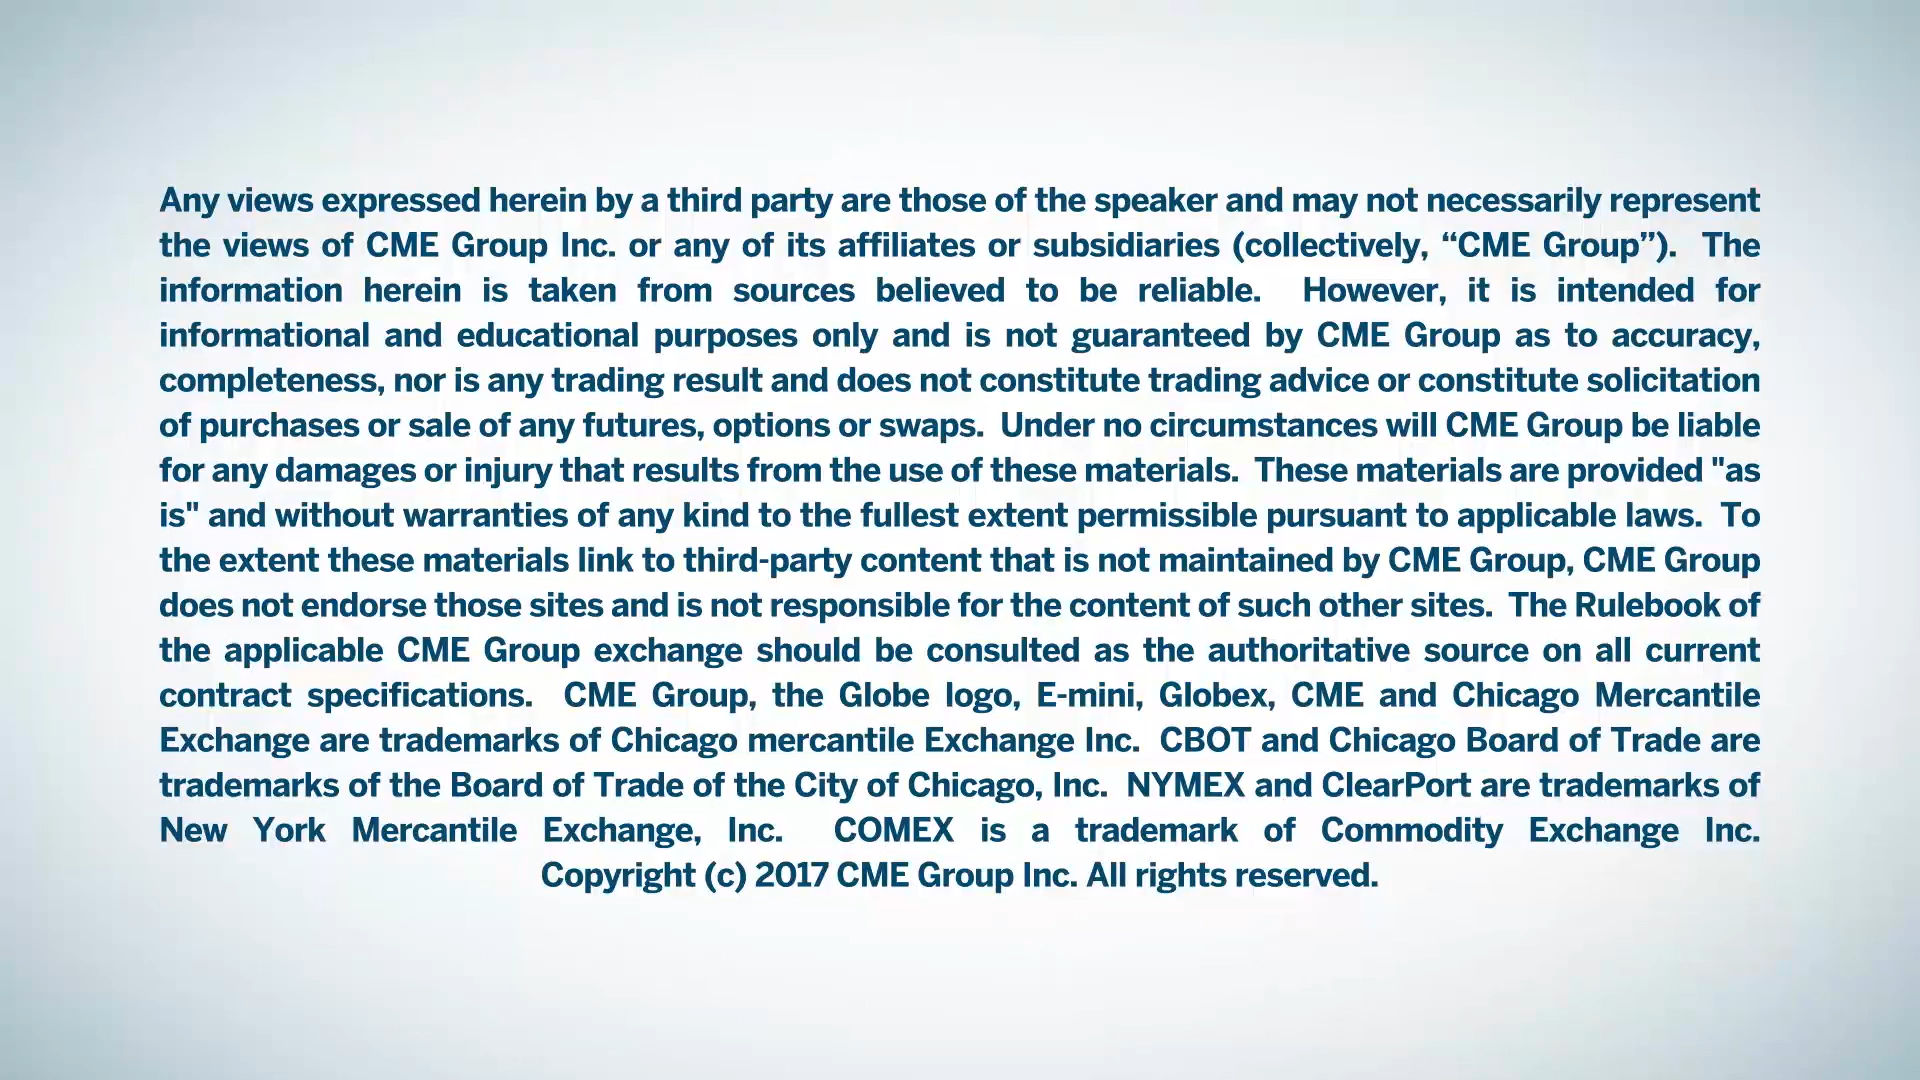 Any views expressed herein by a third party are those of the speaker and may not necessarily represent
the views of CME Group Inc. or any of its affiliates or subsidiaries (collectively, “CME Group”).  The
information herein is taken from sources believed to be reliable.  However, it is intended for
informational and educational purposes only and is not guaranteed by CME Group as to accuracy,
completeness, nor is any trading result and does not constitute trading advice or constitute solicitation
of purchases or sale of any futures, options or swaps.  Under no circumstances will CME Group be liable
for any damages or injury that results from the use of these materials.  These materials are provided "as
is" and without warranties of any kind to the fullest extent permissible pursuant to applicable laws.  To
the extent these materials link to third-party content that is not maintained by CME Group, CME Group
does not endorse those sites and is not responsible for the content of such other sites.  The Rulebook of
the applicable CME Group exchange should be consulted as the authoritative source on all current
contract specifications.  CME Group, the Globe logo, E-mini, Globex, CME and Chicago Mercantile
Exchange are trademarks of Chicago mercantile Exchange Inc.  CBOT and Chicago Board of Trade are
trademarks of the Board of Trade of the City of Chicago, Inc.  NYMEX and ClearPort are trademarks of
New York Mercantile Exchange, Inc.  COMEX is a trademark of Commodity Exchange Inc.
Copyright (c) 2017 CME Group Inc. All rights reserved.